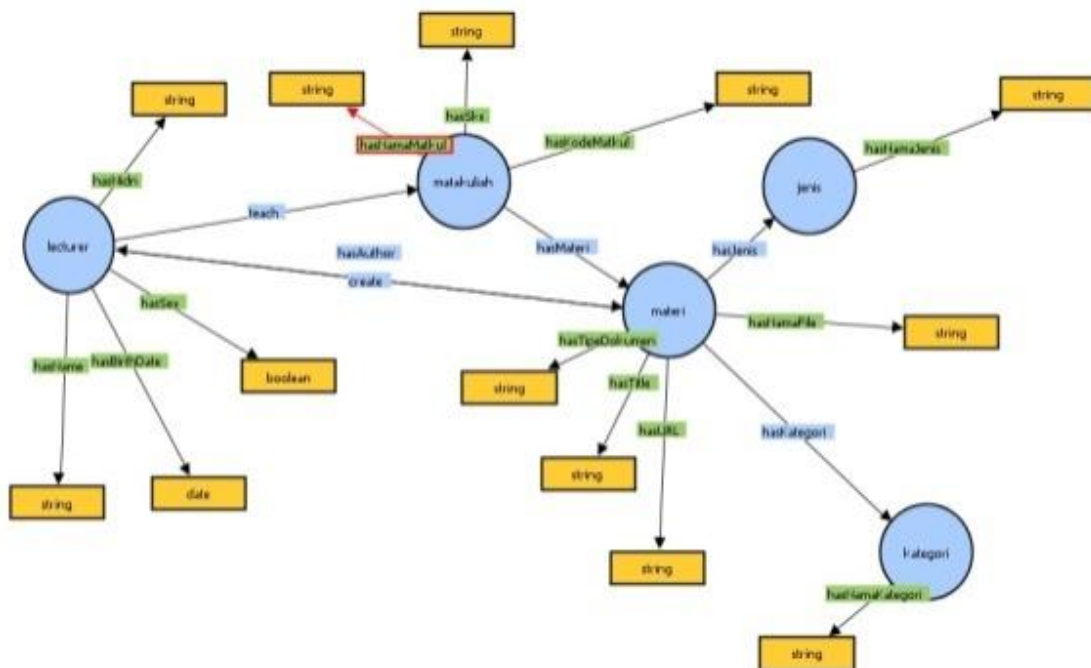 string
string
string
string
string
hasSks
hasNamaMatkul
hasKodeMatkul
hasNamaJenis
matakuliah
jenis
hasNidn
teach
lecturer
hasAuthor
hasMateri
hasJenis
create
materi
hasSex
hasNamaFile
string
hasTipeDokumen
hasName
hasBirthDate
boolean
string
hasTitle
hasURL
hasKategori
string
string
date
kategori
string
hasNamaKategori
string